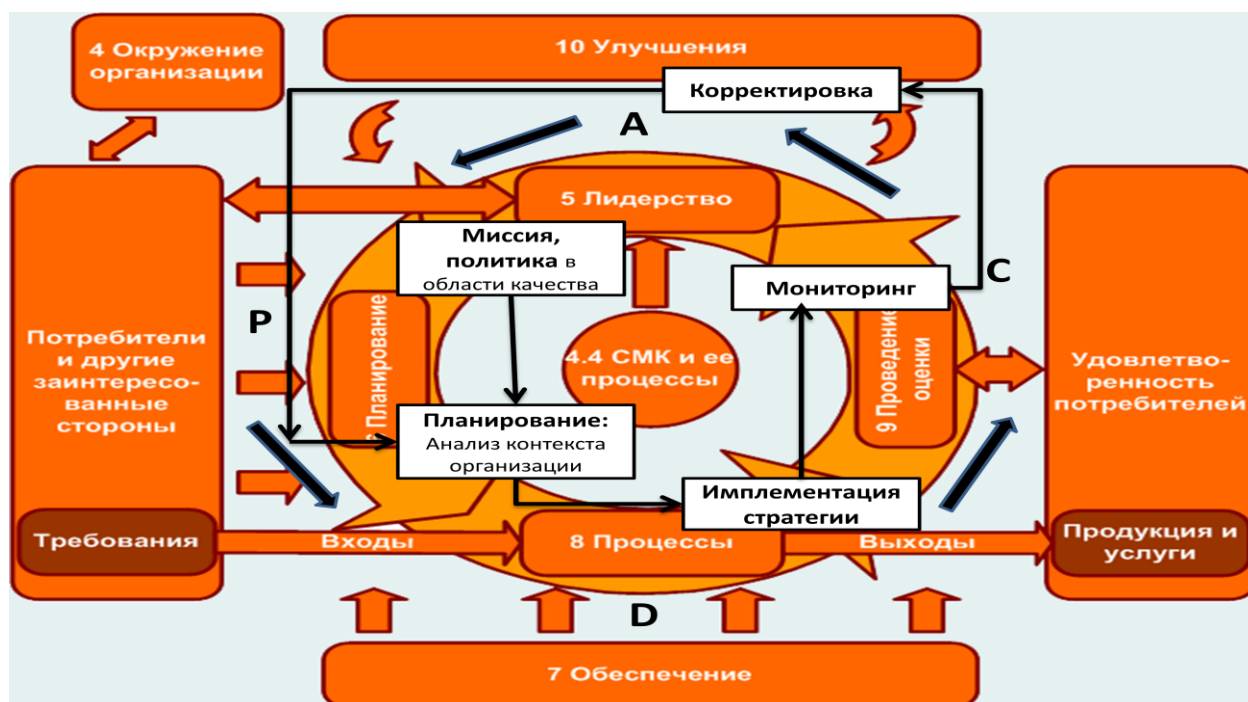 4 Окружение
организации
10 Улучшения
Корректировка
A
5 Лидерство
Миссия,
политика в
области качества
Мониторинг
C
P
Потребители
и другие
заинтересо-
ванные
стороны
6 Планирование
4.4 СМК и ее
процессы
9 Проведение
оценки
Удовлетво-
ренность
потребителей
Планирование:
Анализ контекста
организации
Имплементация
стратегии
Требования
Входы
8 Процессы
Выходы
Продукция и
услуги
D
7 Обеспечение